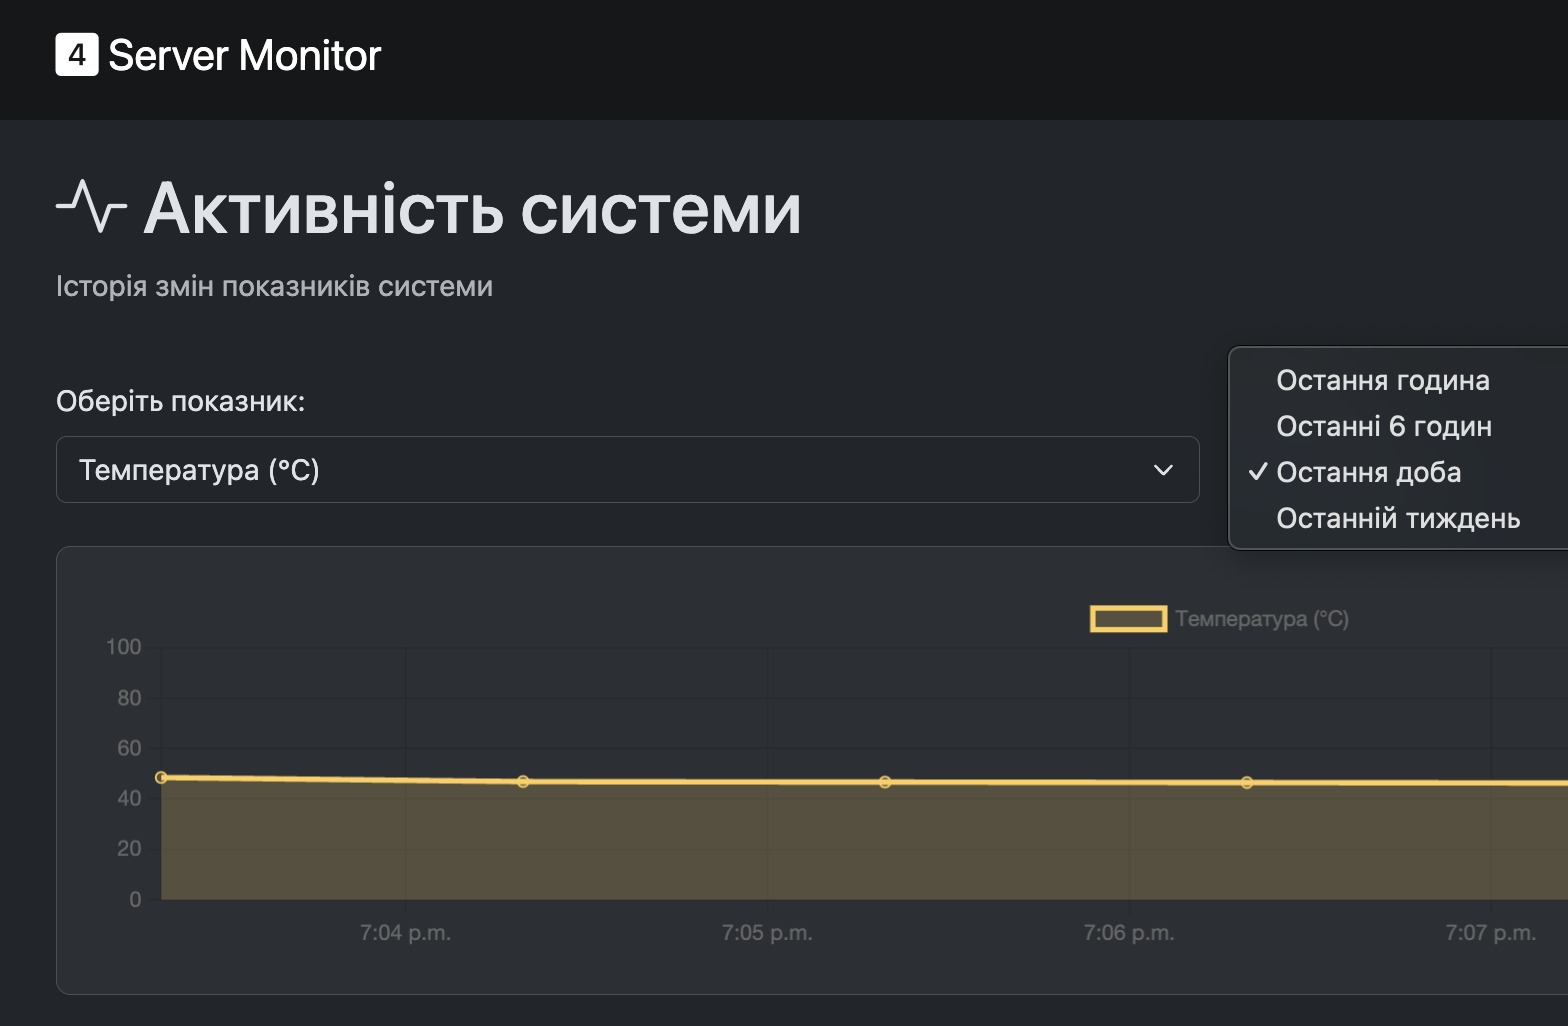 4 Server Monitor
Активність системи
Історія змін показників системи
Оберіть показник:
Температура (°C)
Остання година
Останні 6 годин
✓ Остання доба
Останній тиждень
Температура (°C)
100
80
60
40
20
0
7:04 p.m.
7:05 p.m.
7:06 p.m.
7:07 p.m.